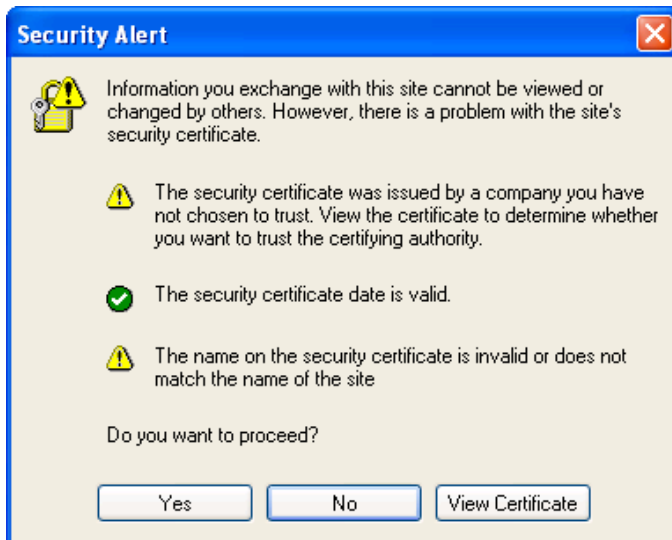 Security Alert
Information you exchange with this site cannot be viewed or
changed by others. However, there is a problem with the site's
security certificate.
The security certificate was issued by a company you have
not chosen to trust. View the certificate to determine whether
you want to trust the certifying authority.
The security certificate date is valid.
The name on the security certificate is invalid or does not
match the name of the site
Do you want to proceed?
Yes No View Certificate